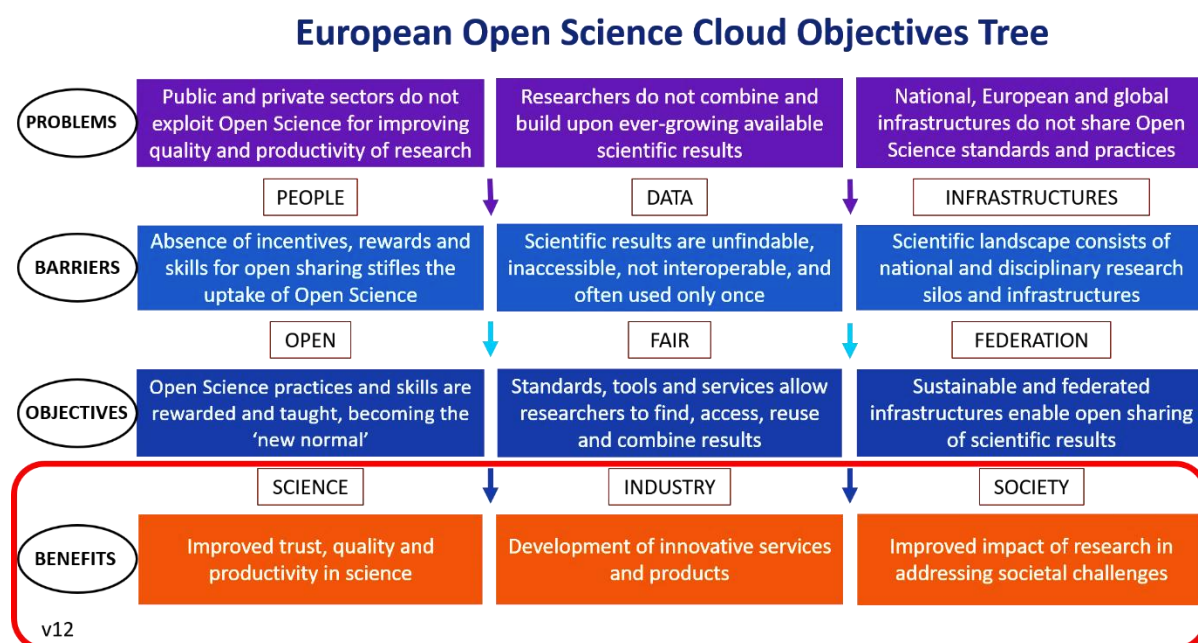 European Open Science Cloud Objectives Tree
PROBLEMS
Public and private sectors do not
exploit Open Science for improving
quality and productivity of research
Researchers do not combine and
build upon ever-growing available
scientific results
National, European and global
infrastructures do not share Open
Science standards and practices
PEOPLE
DATA
INFRASTRUCTURES
BARRIERS
Absence of incentives, rewards and
skills for open sharing stifles the
uptake of Open Science
Scientific results are unfindable,
inaccessible, not interoperable, and
often used only once
Scientific landscape consists of
national and disciplinary research
silos and infrastructures
OPEN
FAIR
FEDERATION
OBJECTIVES
Open Science practices and skills are
rewarded and taught, becoming the
‘new normal’
Standards, tools and services allow
researchers to find, access, reuse
and combine results
Sustainable and federated
infrastructures enable open sharing
of scientific results
SCIENCE
INDUSTRY
SOCIETY
BENEFITS
Improved trust, quality and
productivity in science
Development of innovative services
and products
Improved impact of research in
addressing societal challenges
v12